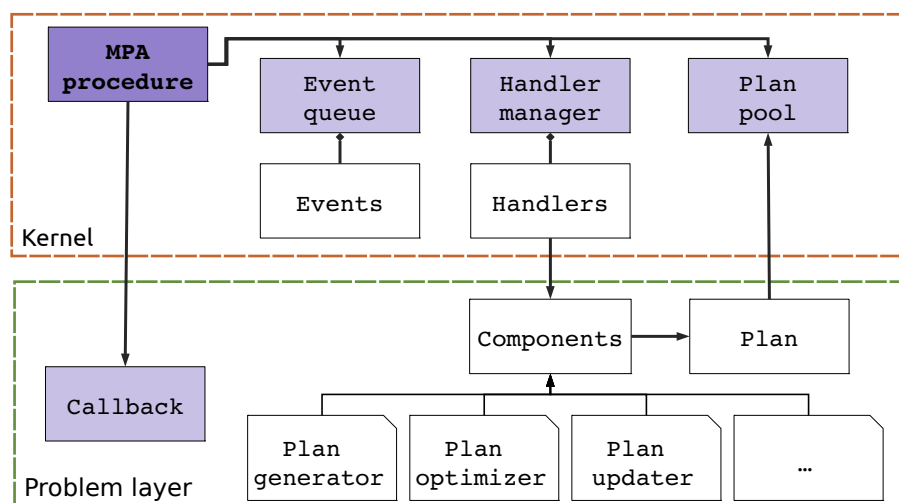 MPA
procedure
Event
queue
Handler
manager
Plan
pool
Events
Handlers
Kernel
Components
Plan
Callback
Plan
generator
Plan
optimizer
Plan
updater
…
Problem layer